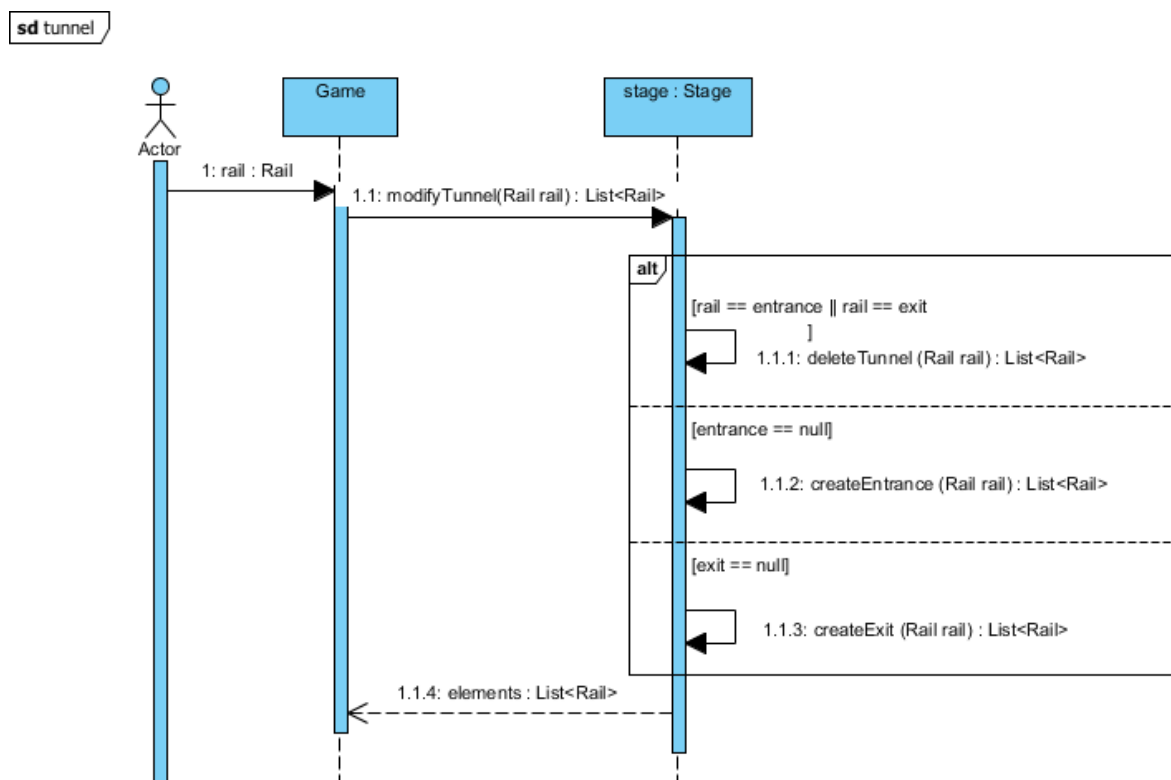 sd tunnel
Game
stage : Stage
Actor
1: rail : Rail
1.1: modifyTunnel(Rail rail) : List<Rail>
alt
[rail == entrance || rail == exit
]
1.1.1: deleteTunnel (Rail rail) : List<Rail>
[entrance == null]
1.1.2: createEntrance (Rail rail) : List<Rail>
[exit == null]
1.1.3: createExit (Rail rail) : List<Rail>
1.1.4: elements : List<Rail>